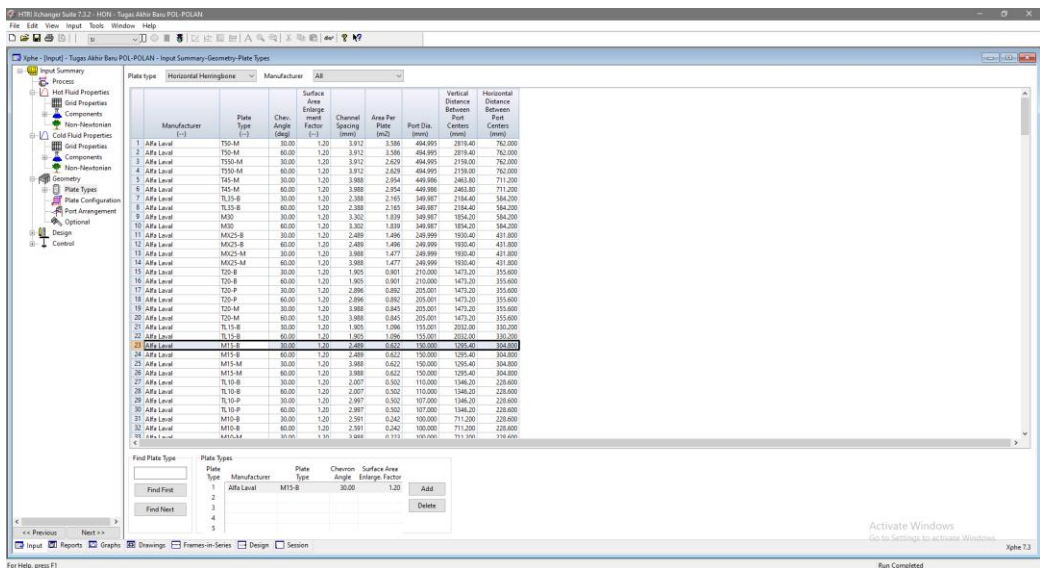 HTRI Xchanger Suite 7.3.2 - HON - Tugas Akhir Baru POL-POLAN
File Edit View Input Tools Window Help
SI
Xphe - [Input] - Tugas Akhir Baru POL-POLAN - Input Summary-Geometry-Plate Types
Input Summary
Process
Hot Fluid Properties
Grid Properties
Components
Non-Newtonian
Cold Fluid Properties
Grid Properties
Components
Non-Newtonian
Geometry
Plate Types
Plate Configuration
Port Arrangement
Optional
Design
Control
<< Previous Next >>
Plate type Horizontal Herringbone Manufacturer All
Manufacturer (--) Plate Type (--) Chev. Angle (deg) Surface Area Enlargement Factor (--) Channel Spacing (mm) Area Per Plate (m2) Port Dia. (mm) Vertical Distance Between Port Centers (mm) Horizontal Distance Between Port Centers (mm)
1 Alfa Laval T50-M 30.00 1.20 3.912 3.586 494.995 2819.40 762.000
2 Alfa Laval T50-M 60.00 1.20 3.912 3.586 494.995 2819.40 762.000
3 Alfa Laval T550-M 30.00 1.20 3.912 2.629 494.995 2159.00 762.000
4 Alfa Laval T550-M 60.00 1.20 3.912 2.629 494.995 2159.00 762.000
5 Alfa Laval T45-M 30.00 1.20 3.988 2.954 449.986 2463.80 711.200
6 Alfa Laval T45-M 60.00 1.20 3.988 2.954 449.986 2463.80 711.200
7 Alfa Laval TL35-B 30.00 1.20 2.388 2.165 349.987 2184.40 584.200
8 Alfa Laval TL35-B 60.00 1.20 2.388 2.165 349.987 2184.40 584.200
9 Alfa Laval M30 30.00 1.20 3.302 1.839 349.987 1854.20 584.200
10 Alfa Laval M30 60.00 1.20 3.302 1.839 349.987 1854.20 584.200
11 Alfa Laval MX25-B 30.00 1.20 2.489 1.496 249.999 1930.40 431.800
12 Alfa Laval MX25-B 60.00 1.20 2.489 1.496 249.999 1930.40 431.800
13 Alfa Laval MX25-M 30.00 1.20 3.988 1.477 249.999 1930.40 431.800
14 Alfa Laval MX25-M 60.00 1.20 3.988 1.477 249.999 1930.40 431.800
15 Alfa Laval T20-B 30.00 1.20 1.905 0.901 210.000 1473.20 355.600
16 Alfa Laval T20-B 60.00 1.20 1.905 0.901 210.000 1473.20 355.600
17 Alfa Laval T20-P 30.00 1.20 2.896 0.892 205.001 1473.20 355.600
18 Alfa Laval T20-P 60.00 1.20 2.896 0.892 205.001 1473.20 355.600
19 Alfa Laval T20-M 30.00 1.20 3.988 0.845 205.001 1473.20 355.600
20 Alfa Laval T20-M 60.00 1.20 3.988 0.845 205.001 1473.20 355.600
21 Alfa Laval TL15-B 30.00 1.20 1.905 1.096 155.001 2032.00 330.200
22 Alfa Laval TL15-B 60.00 1.20 1.905 1.096 155.001 2032.00 330.200
23 Alfa Laval M15-B 30.00 1.20 2.489 0.622 150.000 1295.40 304.800
24 Alfa Laval M15-B 60.00 1.20 2.489 0.622 150.000 1295.40 304.800
25 Alfa Laval M15-M 30.00 1.20 3.988 0.622 150.000 1295.40 304.800
26 Alfa Laval M15-M 60.00 1.20 3.988 0.622 150.000 1295.40 304.800
27 Alfa Laval TL10-B 30.00 1.20 2.007 0.502 110.000 1346.20 228.600
28 Alfa Laval TL10-B 60.00 1.20 2.007 0.502 110.000 1346.20 228.600
29 Alfa Laval TL10-P 30.00 1.20 2.997 0.502 107.000 1346.20 228.600
30 Alfa Laval TL10-P 60.00 1.20 2.997 0.502 107.000 1346.20 228.600
31 Alfa Laval M10-B 30.00 1.20 2.591 0.242 100.000 711.200 228.600
32 Alfa Laval M10-B 60.00 1.20 2.591 0.242 100.000 711.200 228.600
Find Plate Type
Find First
Find Next
Plate Types
Plate Type Manufacturer Plate Type Chevron Angle Surface Area Enlarge. Factor
1 Alfa Laval M15-B 30.00 1.20
2
3
4
5
Add
Delete
Activate Windows
Go to Settings to activate Windows.
Input Reports Graphs Drawings Frames-in-Series Design Session
Xphe 7.3
For Help, press F1
Run Completed